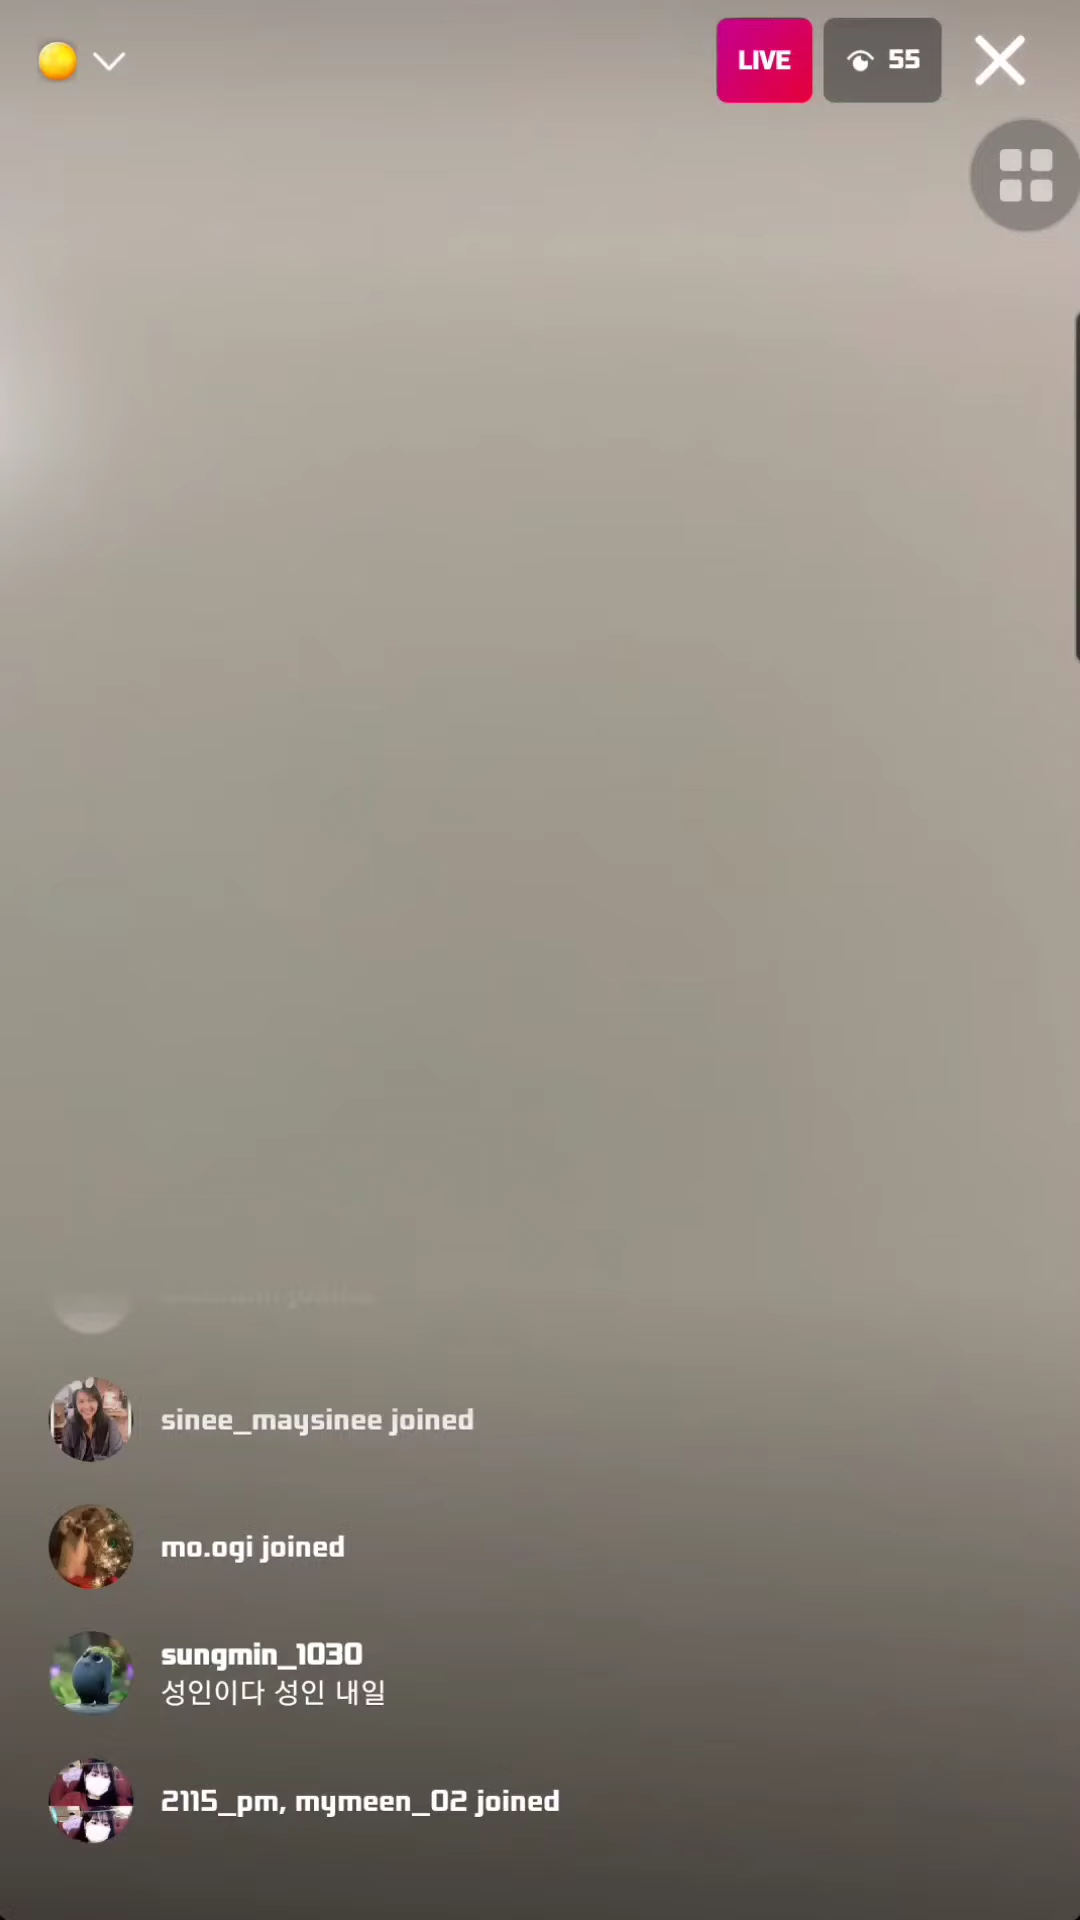 LIVE
55
sinee_maysinee joined
mo.ogi joined
sungmin_1030
성인이다 성인 내일
2115_pm, mymeen_02 joined